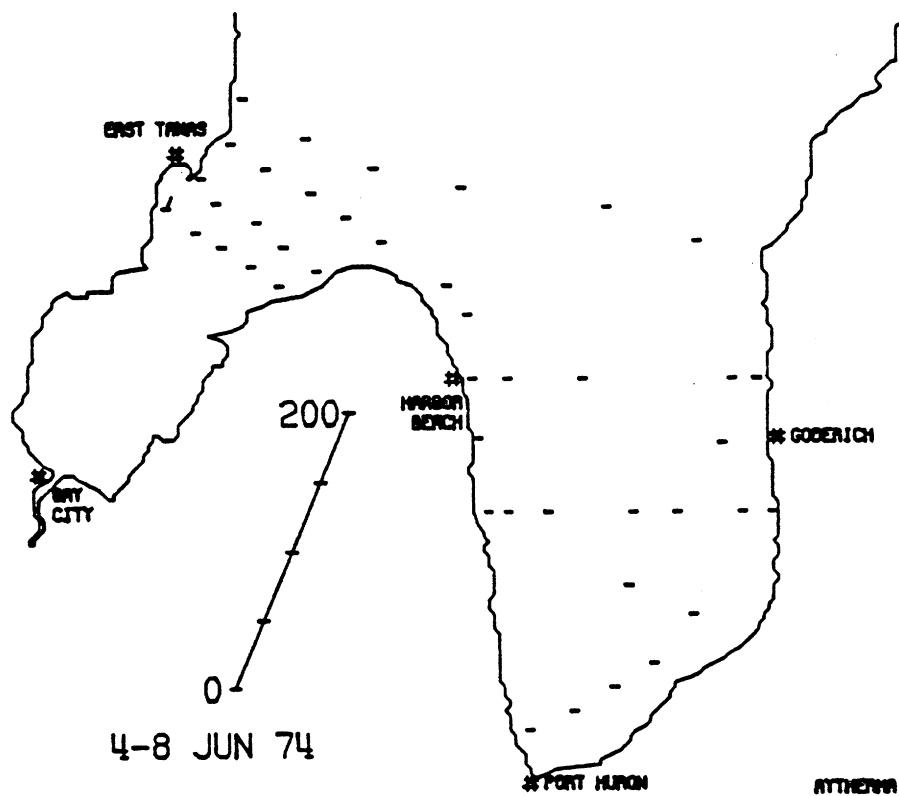 EAST TAWAS
HARBOR
BEACH
200
GODERICH
BAY
CITY
0
4-8 JUN 74
PORT HURON